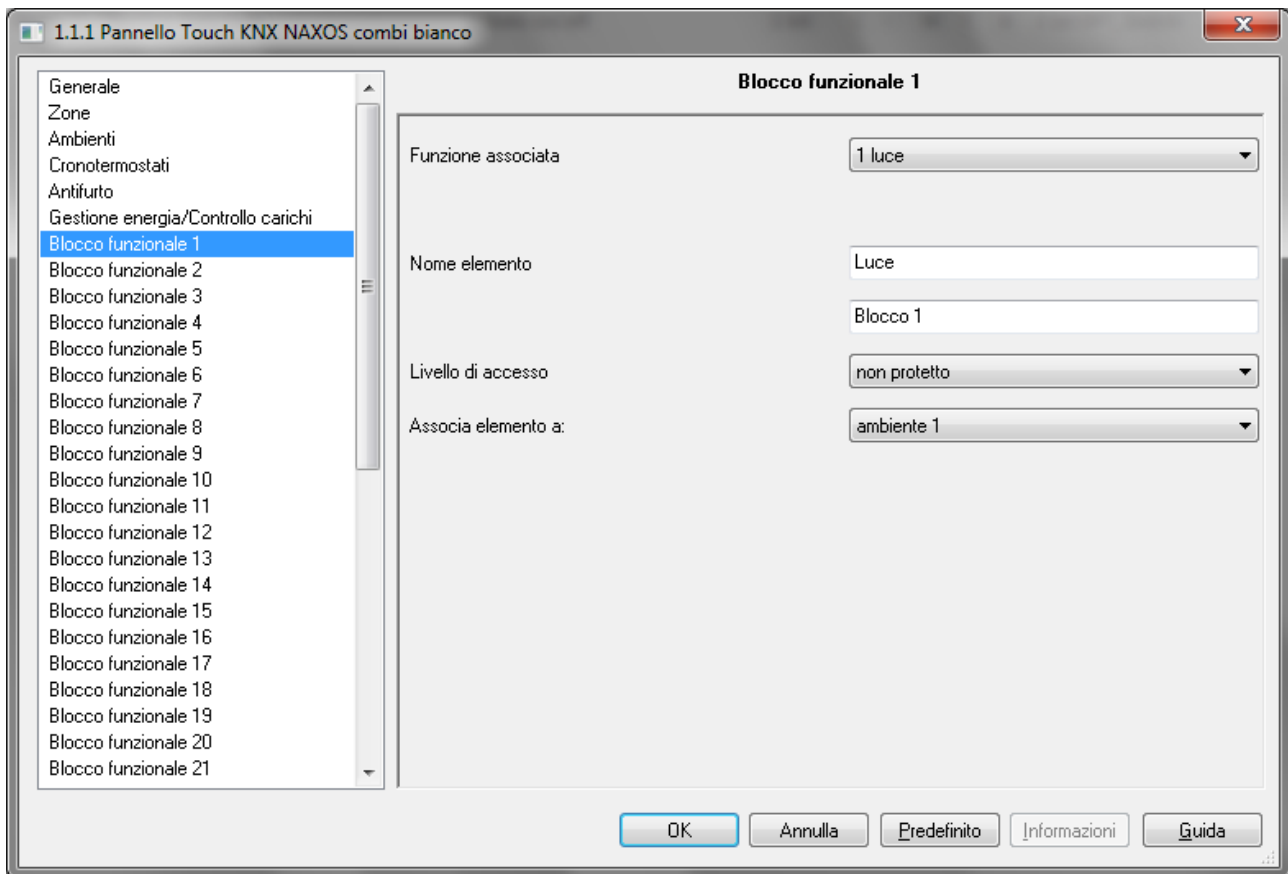 1.1.1 Pannello Touch KNX NAXOS combi bianco
Generale
Zone
Ambienti
Cronotermostati
Antifurto
Gestione energia/Controllo carichi
Blocco funzionale 1
Blocco funzionale 2
Blocco funzionale 3
Blocco funzionale 4
Blocco funzionale 5
Blocco funzionale 6
Blocco funzionale 7
Blocco funzionale 8
Blocco funzionale 9
Blocco funzionale 10
Blocco funzionale 11
Blocco funzionale 12
Blocco funzionale 13
Blocco funzionale 14
Blocco funzionale 15
Blocco funzionale 16
Blocco funzionale 17
Blocco funzionale 18
Blocco funzionale 19
Blocco funzionale 20
Blocco funzionale 21
Blocco funzionale 1
Funzione associata 1 luce
Nome elemento Luce
Blocco 1
Livello di accesso non protetto
Associa elemento a: ambiente 1
OK Annulla Predefinito Informazioni Guida